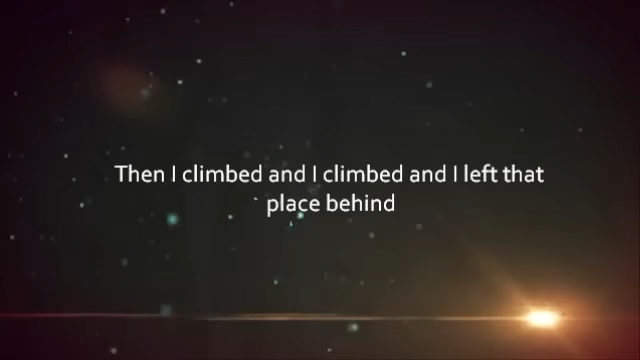 Then I climbed and I climbed and I left that
place behind